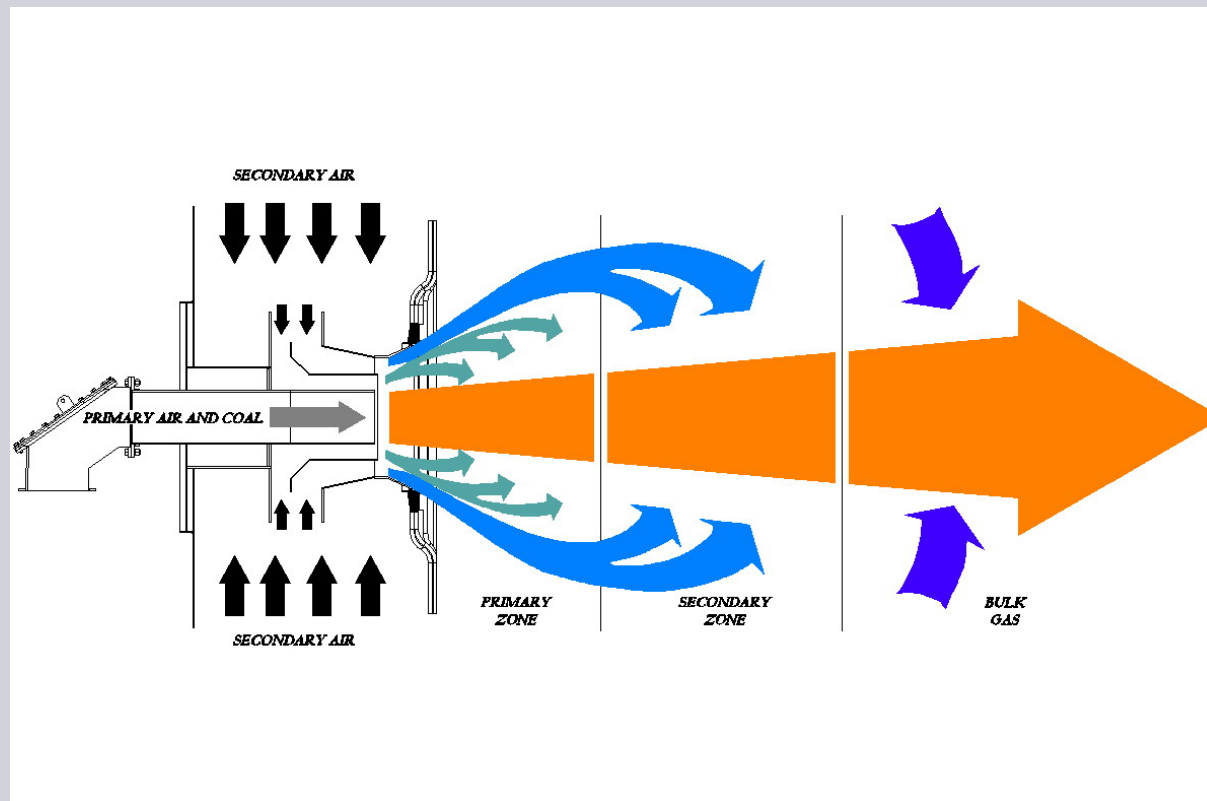 SECONDARY AIR
PRIMARY AIR AND COAL
PRIMARY
ZONE
SECONDARY
ZONE
BULK
GAS
SECONDARY AIR